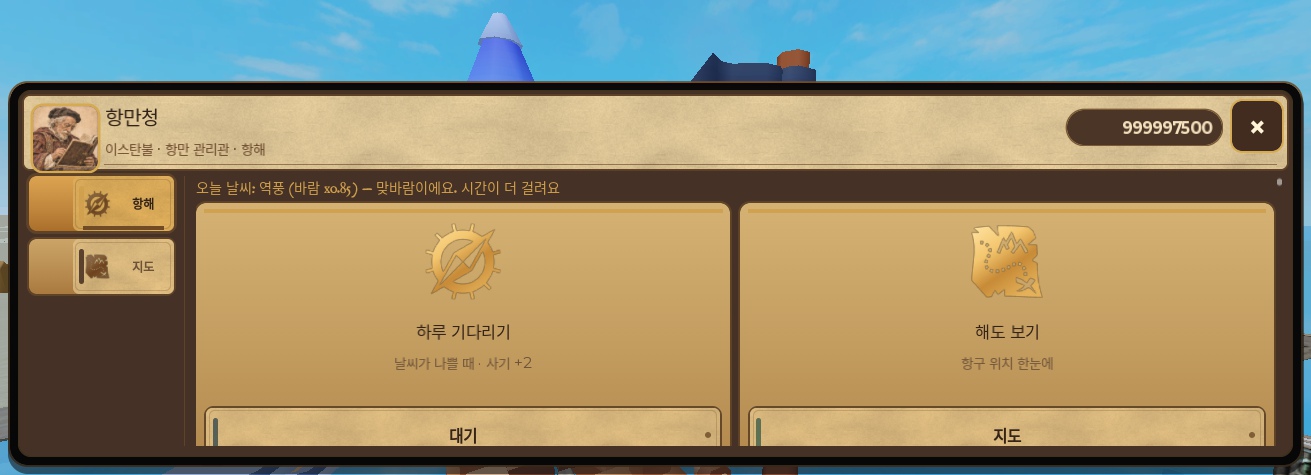 항만청
이스탄불 · 항만 관리관 · 항해
999997500
×
항해
지도
오늘 날씨: 역풍 (바람 x0.85) — 맞바람이에요. 시간이 더 걸려요
하루 기다리기
날씨가 나쁠 때 · 사기 +2
대기
해도 보기
항구 위치 한눈에
지도